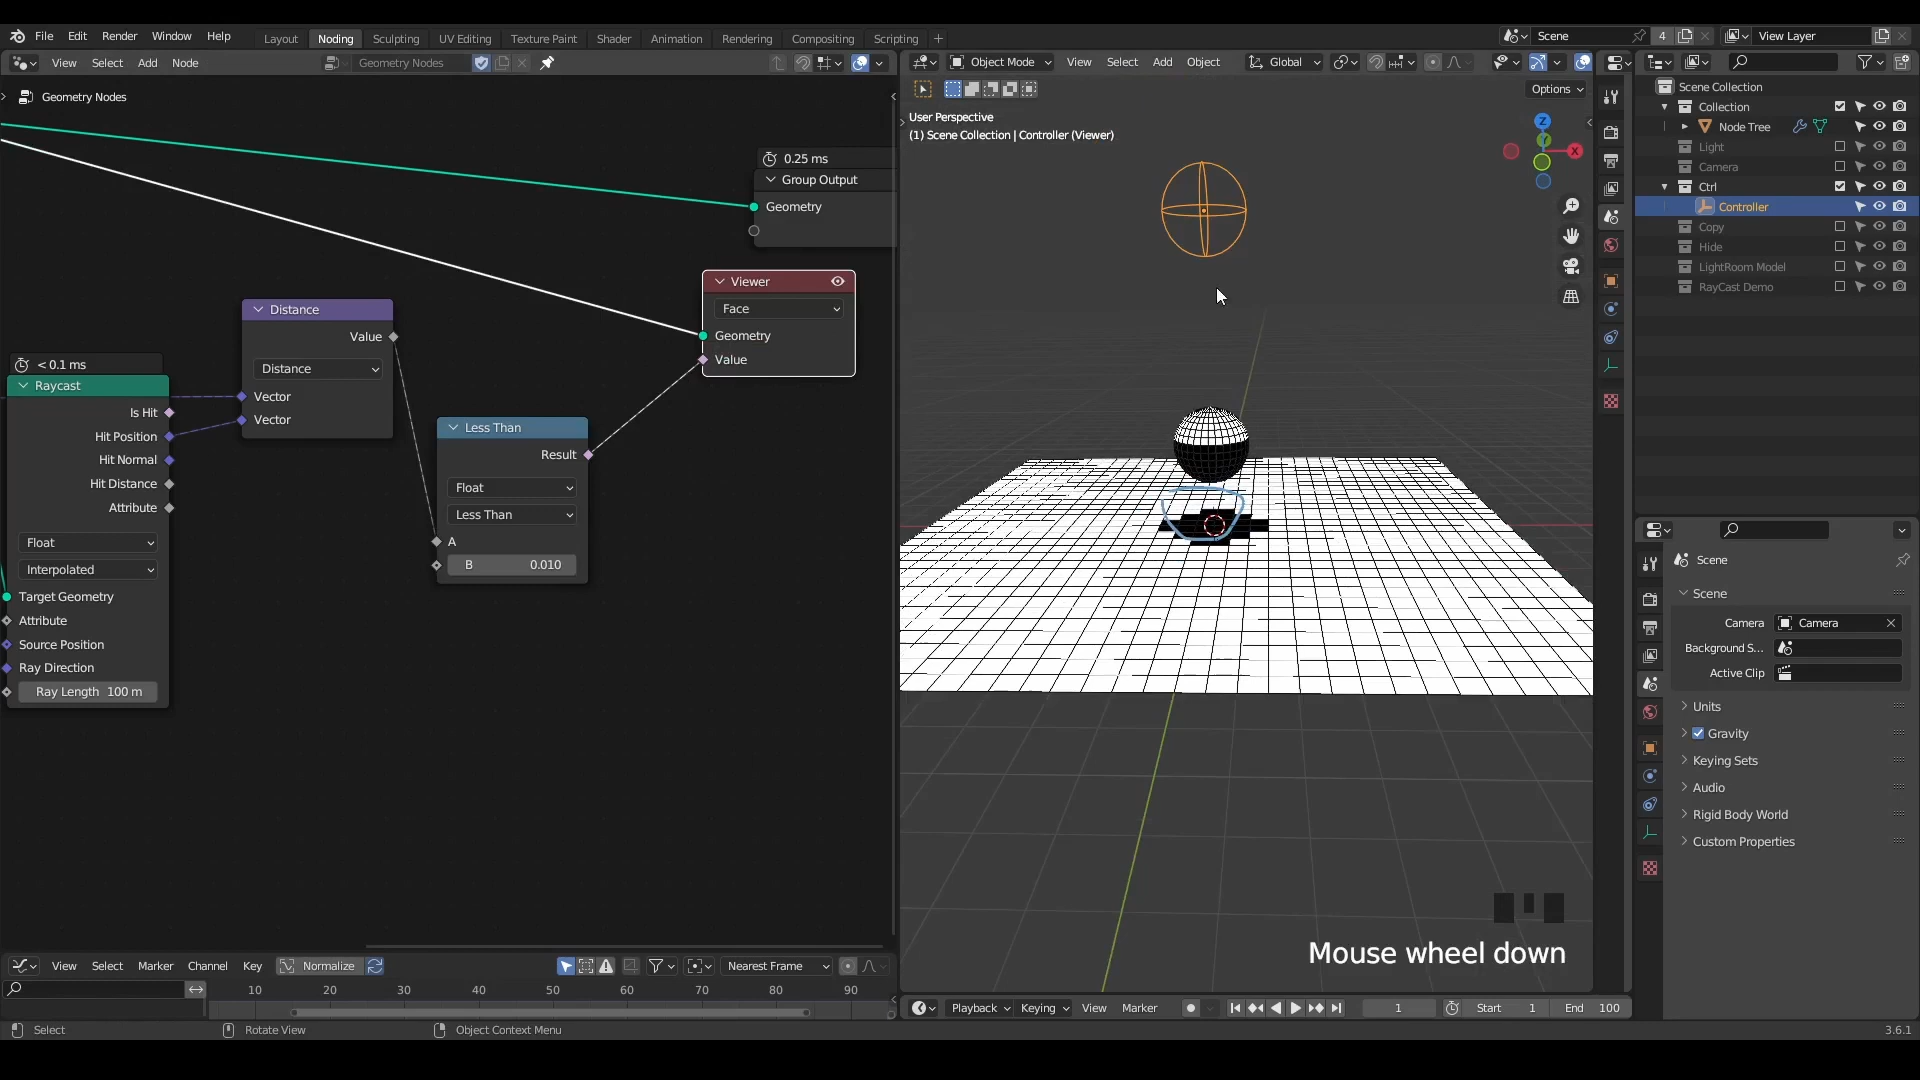 File Edit Render Window Help Layout Noding Sculpting UV Editing Texture Paint Shader Animation Rendering Compositing Scripting + Scene 4 View Layer
View Select Add Node Geometry Nodes Object Mode View Select Add Object Global
Options
Geometry Nodes
User Perspective
(1) Scene Collection | Controller (Viewer)
Z
X
Scene Collection
Collection
Node Tree
Light
Camera
Ctrl
Controller
Copy
Hide
LightRoom Model
RayCast Demo
0.25 ms
Group Output
Geometry
Viewer
Face
Geometry
Value
Distance
Value
Distance
Vector
Vector
< 0.1 ms
Raycast
Is Hit
Hit Position
Hit Normal
Hit Distance
Attribute
Float
Interpolated
Target Geometry
Attribute
Source Position
Ray Direction
Ray Length 100 m
Less Than
Result
Float
Less Than
A
B 0.010
Scene
Scene
Camera Camera
Background S...
Active Clip
Units
Gravity
Keying Sets
Audio
Rigid Body World
Custom Properties
Mouse wheel down
View Select Marker Channel Key Normalize Nearest Frame
10 20 30 40 50 60 70 80 90
Playback Keying View Marker 1 Start 1 End 100
Select Rotate View Object Context Menu 3.6.1